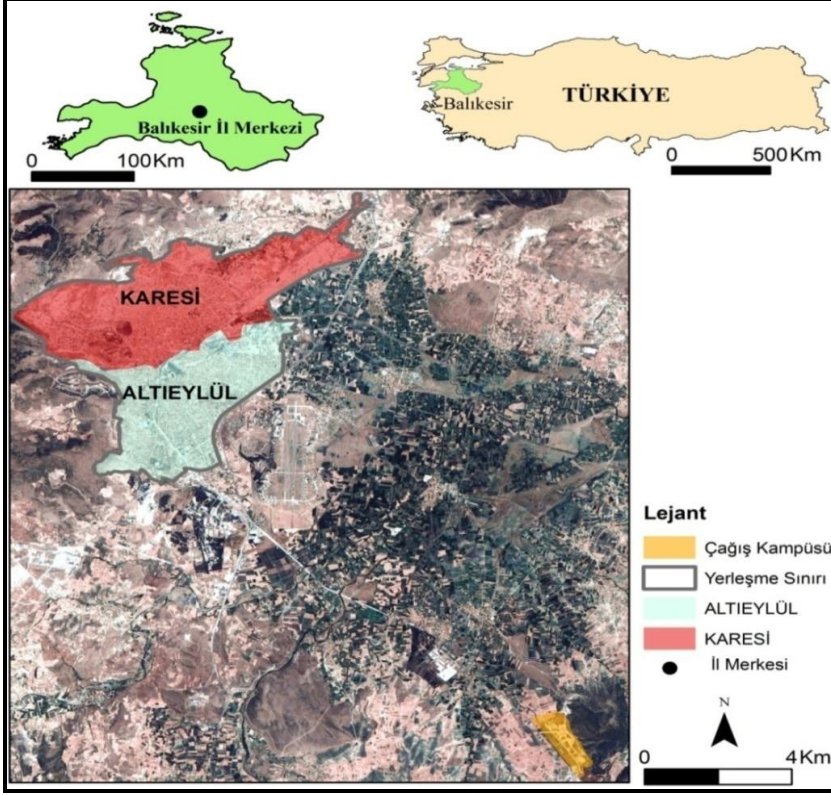 Balıkesir İl Merkezi
0 100Km
Balıkesir
TÜRKİYE
0 500Km
KARESİ
ALTIEYLÜL
Lejant
Çağış Kampüsü
Yerleşme Sınırı
ALTIEYLÜL
KARESİ
İl Merkesi
N
0 4Km